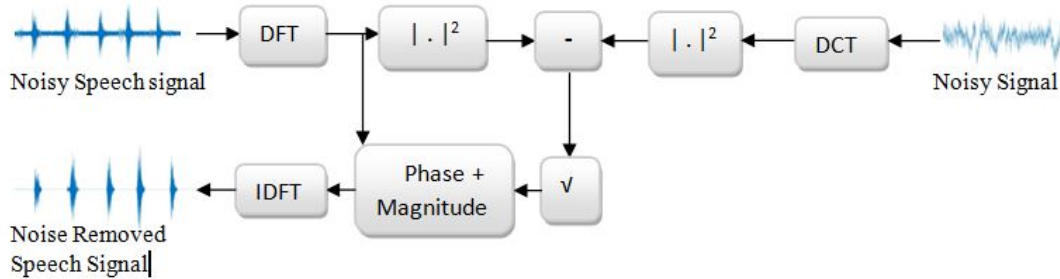 DFT
| . |²
-
| . |²
DCT
Noisy Speech signal
Noisy Signal
Phase +
Magnitude
√
IDFT
Noise Removed
Speech Signal